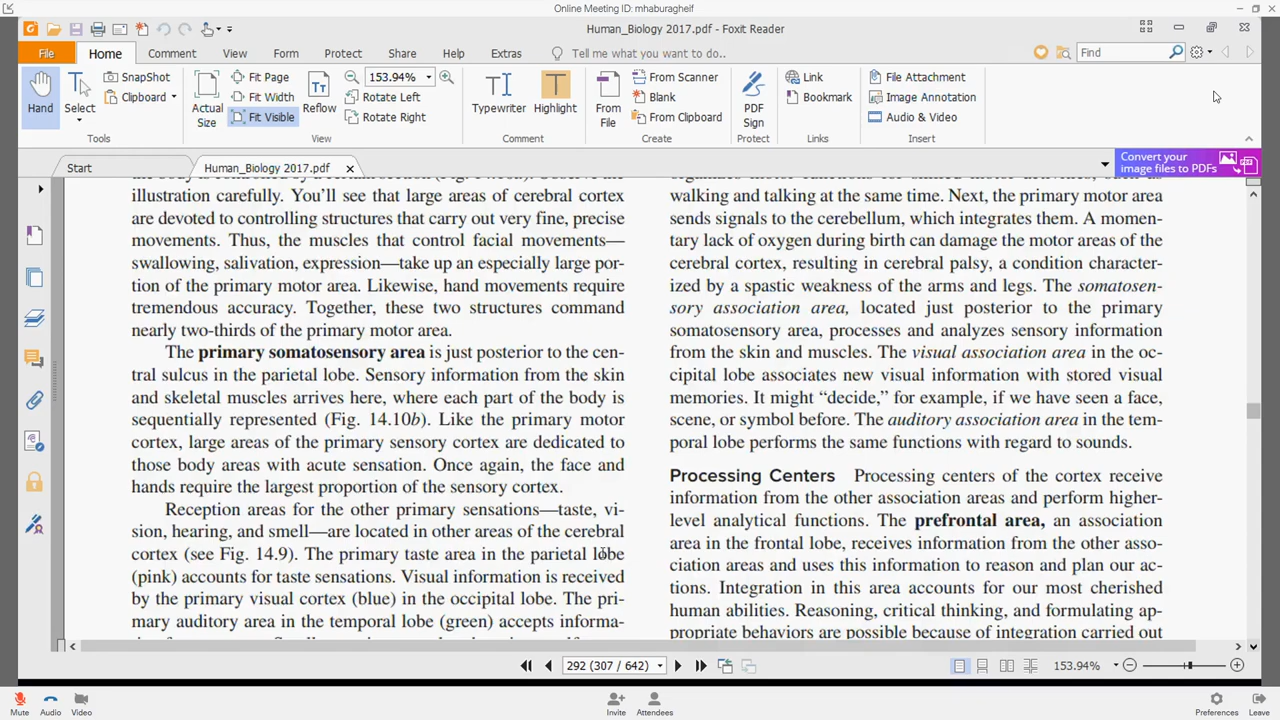 Online Meeting ID: mhaburagheif
Human_Biology 2017.pdf - Foxit Reader
File Home Comment View Form Protect Share Help Extras Tell me what you want to do.. Find
Hand
Select
SnapShot
Clipboard
Tools
Actual
Size
Fit Page
Fit Width
Fit Visible
Reflow
153.94%
Rotate Left
Rotate Right
View
Typewriter
Highlight
Comment
From
File
From Scanner
Blank
From Clipboard
Create
PDF
Sign
Protect
Link
Bookmark
Links
File Attachment
Image Annotation
Audio & Video
Insert
Start
Human_Biology 2017.pdf
Convert your
image files to PDFs
illustration carefully. You’ll see that large areas of cerebral cortex
are devoted to controlling structures that carry out very fine, precise
movements. Thus, the muscles that control facial movements—
swallowing, salivation, expression—take up an especially large por-
tion of the primary motor area. Likewise, hand movements require
tremendous accuracy. Together, these two structures command
nearly two-thirds of the primary motor area.
The primary somatosensory area is just posterior to the cen-
tral sulcus in the parietal lobe. Sensory information from the skin
and skeletal muscles arrives here, where each part of the body is
sequentially represented (Fig. 14.10b). Like the primary motor
cortex, large areas of the primary sensory cortex are dedicated to
those body areas with acute sensation. Once again, the face and
hands require the largest proportion of the sensory cortex.
Reception areas for the other primary sensations—taste, vi-
sion, hearing, and smell—are located in other areas of the cerebral
cortex (see Fig. 14.9). The primary taste area in the parietal lobe
(pink) accounts for taste sensations. Visual information is received
by the primary visual cortex (blue) in the occipital lobe. The pri-
mary auditory area in the temporal lobe (green) accepts informa-
walking and talking at the same time. Next, the primary motor area
sends signals to the cerebellum, which integrates them. A momen-
tary lack of oxygen during birth can damage the motor areas of the
cerebral cortex, resulting in cerebral palsy, a condition character-
ized by a spastic weakness of the arms and legs. The somatosen-
sory association area, located just posterior to the primary
somatosensory area, processes and analyzes sensory information
from the skin and muscles. The visual association area in the oc-
cipital lobe associates new visual information with stored visual
memories. It might “decide,” for example, if we have seen a face,
scene, or symbol before. The auditory association area in the tem-
poral lobe performs the same functions with regard to sounds.
Processing Centers Processing centers of the cortex receive
information from the other association areas and perform higher-
level analytical functions. The prefrontal area, an association
area in the frontal lobe, receives information from the other asso-
ciation areas and uses this information to reason and plan our ac-
tions. Integration in this area accounts for our most cherished
human abilities. Reasoning, critical thinking, and formulating ap-
propriate behaviors are possible because of integration carried out
292 (307 / 642)
153.94%
Mute Audio Video Invite Attendees Preferences Leave